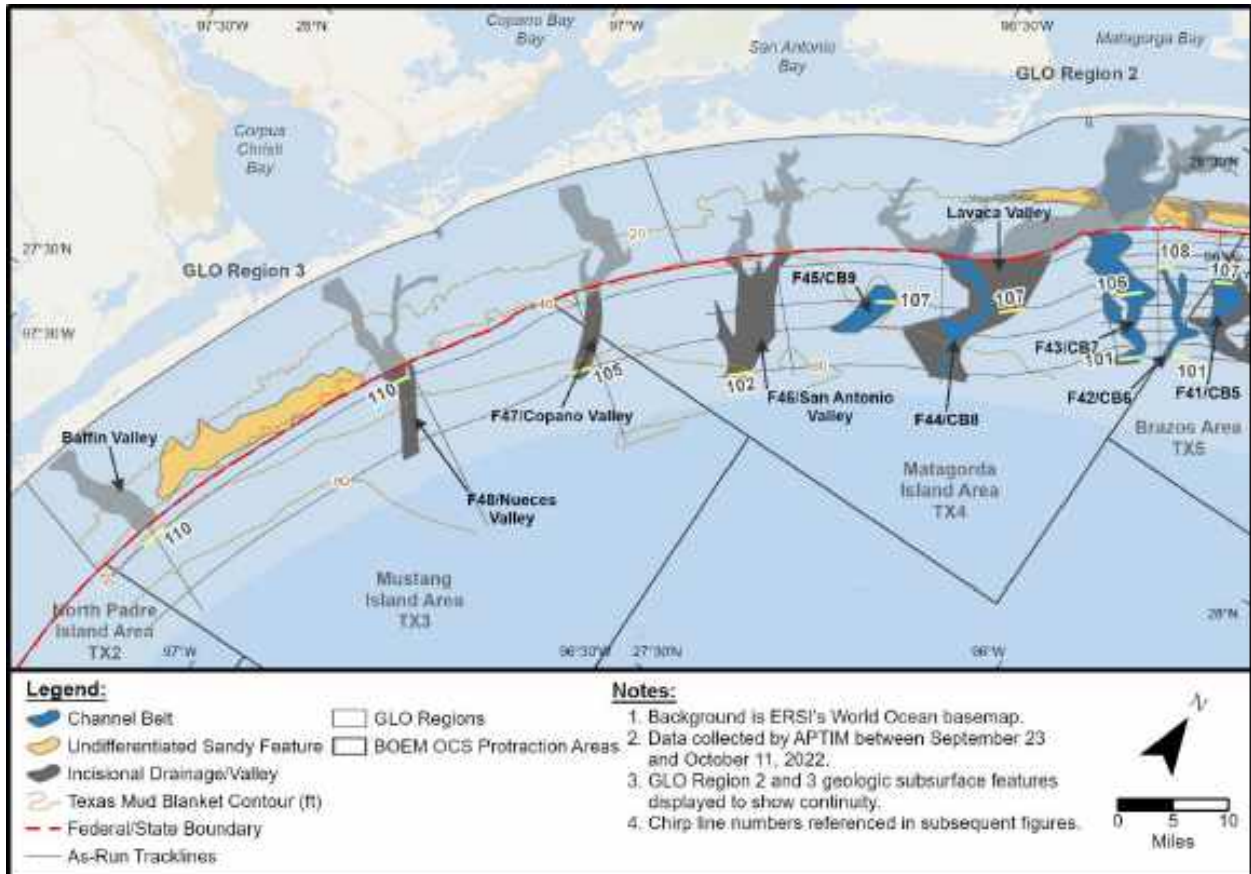 97°30'W
28°N
Copano Bay
Bay
97°W
San Antonio
Bay
96°30'W
Matagorga Bay
GLO Region 2
Corpus
Christi
Bay
28°30'N
Lavaca Valley
27°30'N
20
108
GLO Region 3
F45/CB9
107
107
106
107
97°30'W
40
F43/CB7
101
110
105
102
101
F47/Copano Valley
F46/San Antonio
Valley
F44/CB8
F42/CB6
F41/CB5
Baffin Valley
Brazos Area
TX5
60
F48/Nueces
Valley
Matagorda
Island Area
TX4
110
Mustang
Island Area
TX3
North Padre
Island Area
TX2
97°W
96°30'W
27°30'N
96°W
28°N
Legend:
Channel Belt
Undifferentiated Sandy Feature
Incisional Drainage/Valley
Texas Mud Blanket Contour (ft)
Federal/State Boundary
As-Run Tracklines
GLO Regions
BOEM OCS Protraction Areas
Notes:
1. Background is ERSI's World Ocean basemap.
2. Data collected by APTIM between September 23
and October 11, 2022.
3. GLO Region 2 and 3 geologic subsurface features
displayed to show continuity.
4. Chirp line numbers referenced in subsequent figures.
N
0 5 10
Miles